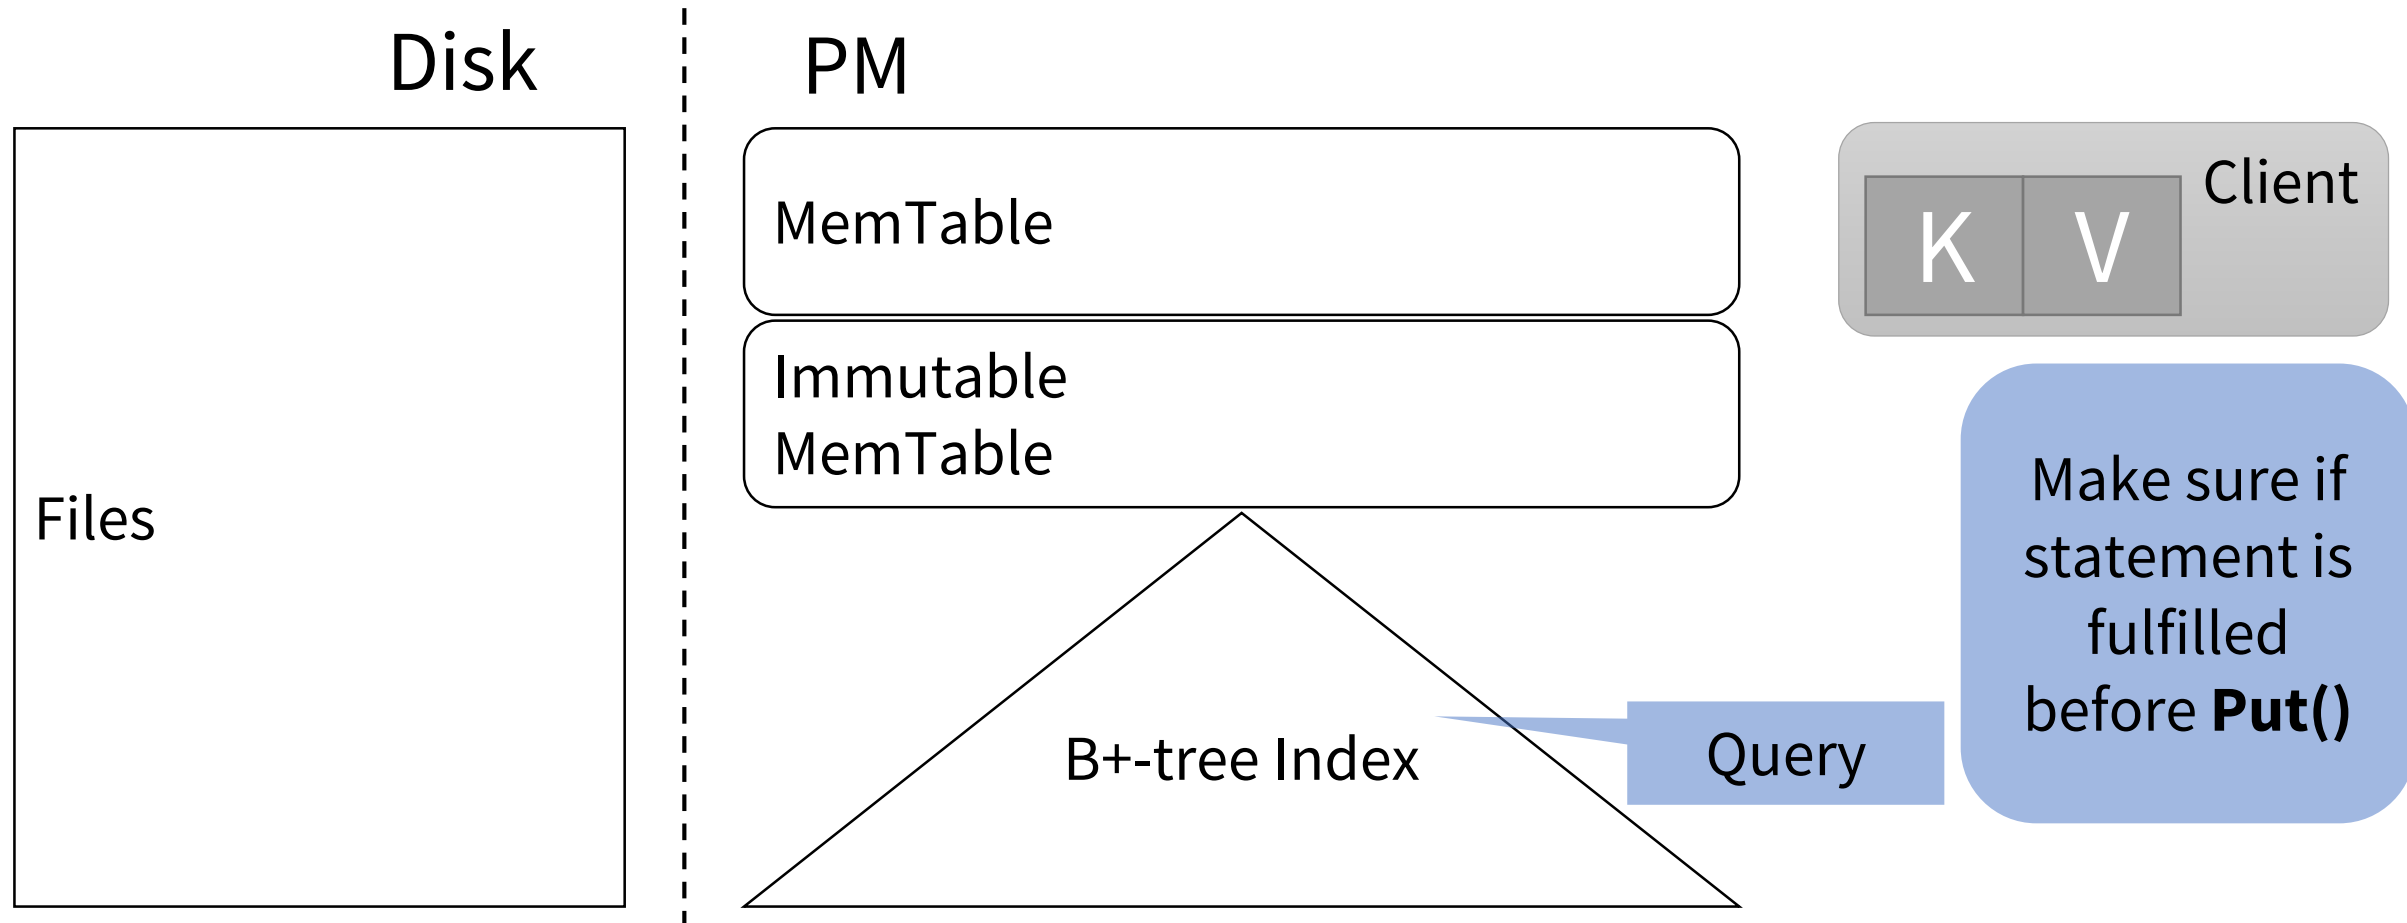 Disk
PM
Files
MemTable
Immutable
MemTable
B+-tree Index
Query
Client
K
V
Make sure if
statement is
fulfilled
before Put()